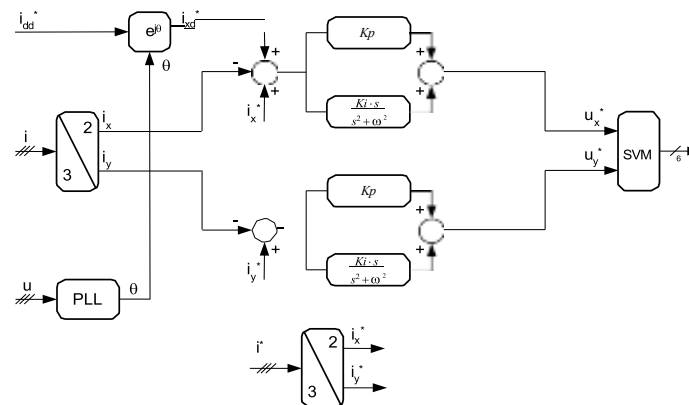 i_dd*
e^jθ
i_xd*
θ
Kp
+
+
-
+
+
+
i_x*
Ki · s
s² + ω²
i
2
3
i_x
i_y
u_x*
u_y*
SVM
6
Kp
+
-
-
+
+
i_y*
Ki · s
s² + ω²
u
PLL
θ
i*
2
3
i_x*
i_y*